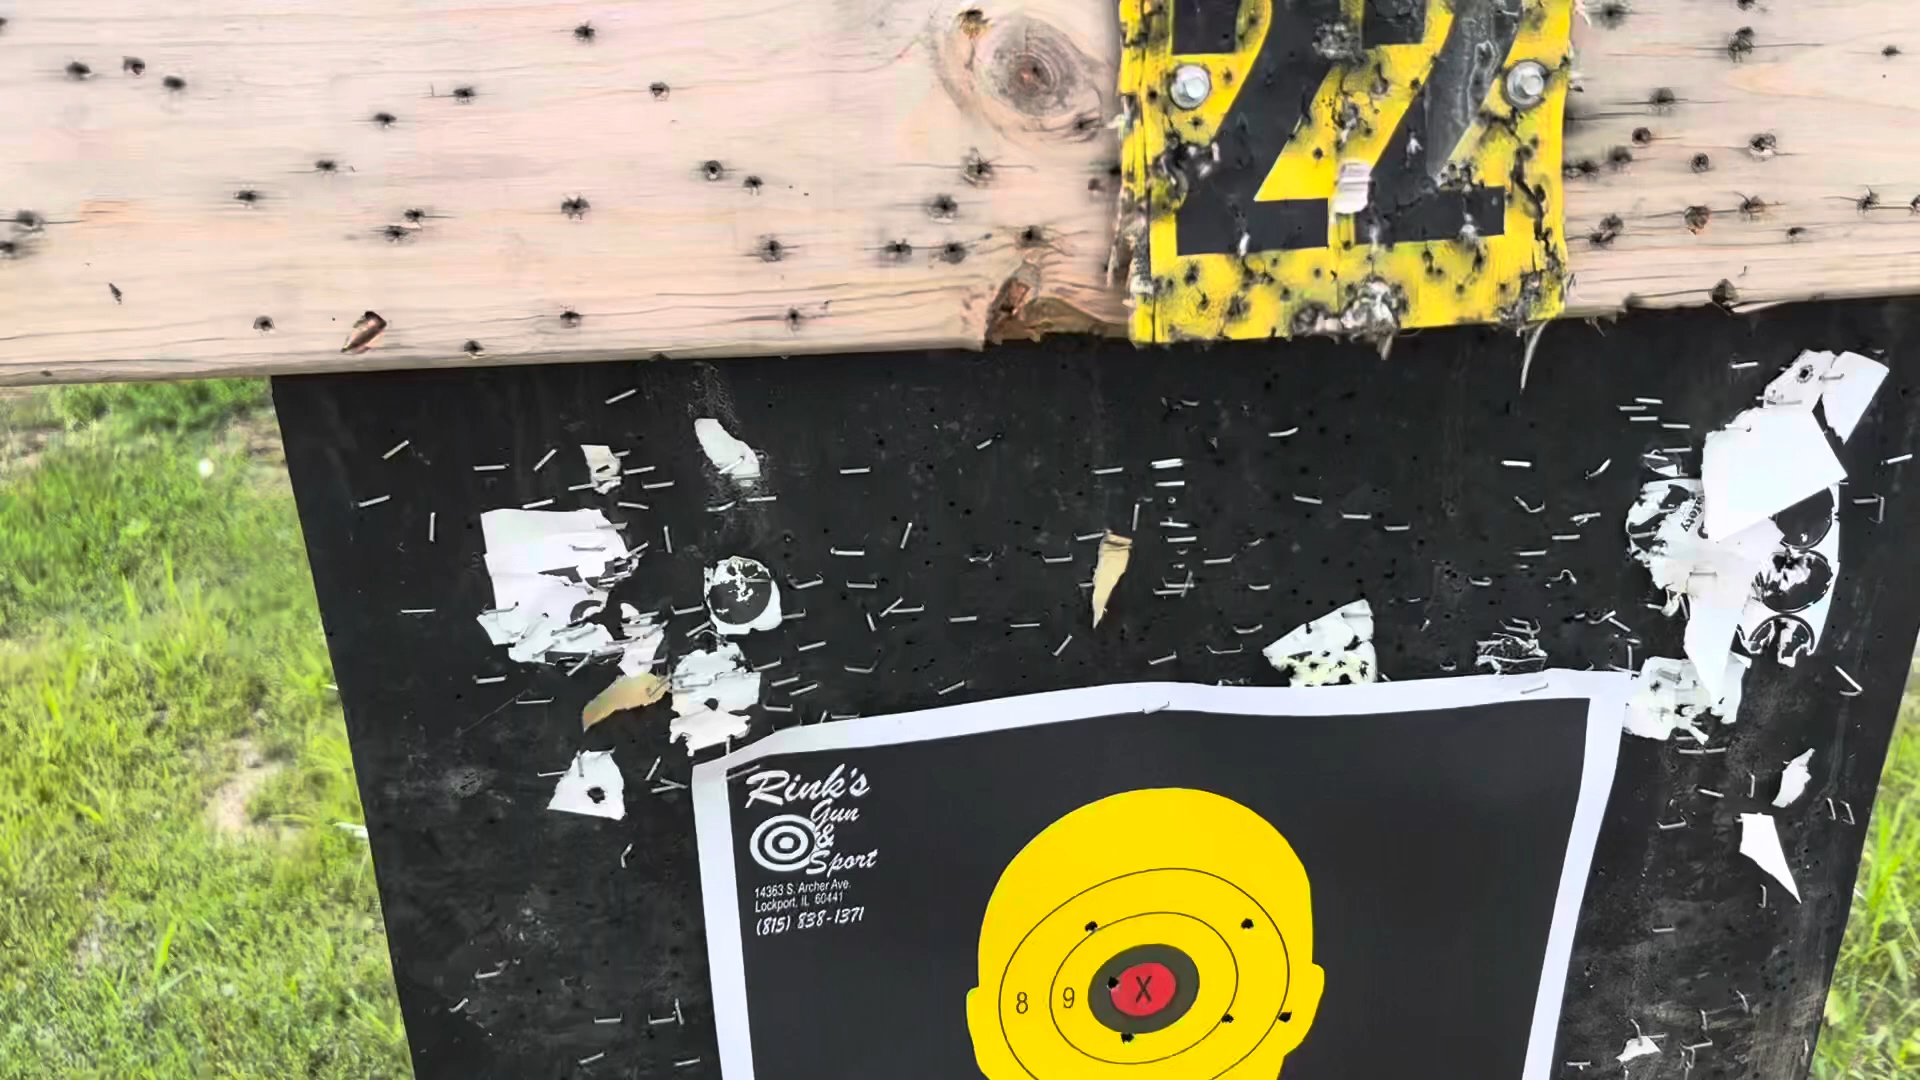 22
Rink's
Gun
&
Sport
14363 S. Archer Ave.
Lockport, IL 60441
(815) 838-1371
8 9 X